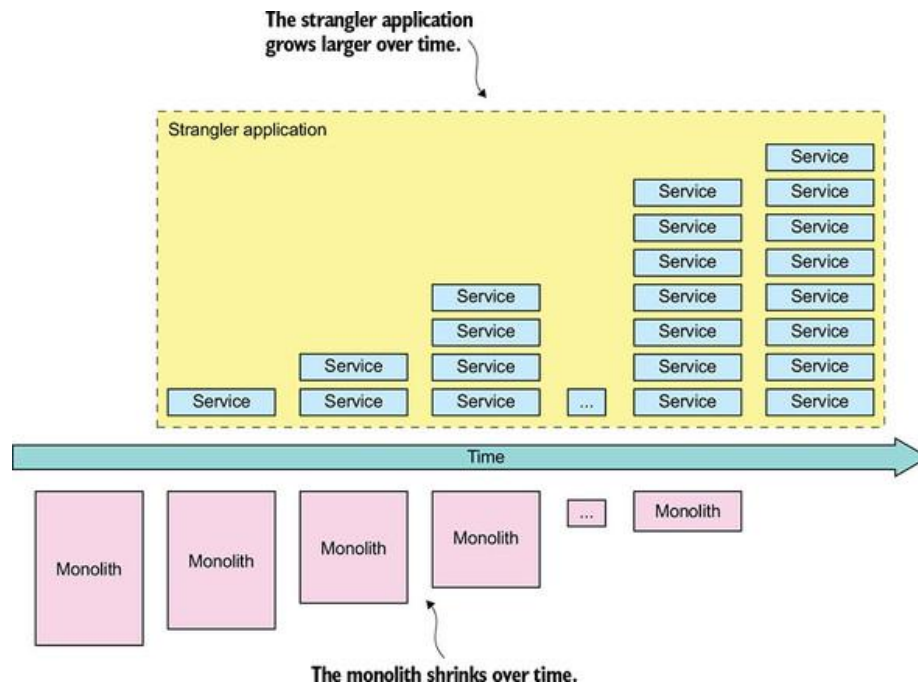 The strangler application
grows larger over time.
Strangler application
Service
Service Service
Service Service
Service Service
Service Service Service
Service Service Service
Service Service Service Service
Service Service Service Service ... Service Service
Time
Monolith Monolith Monolith Monolith ... Monolith
The monolith shrinks over time.